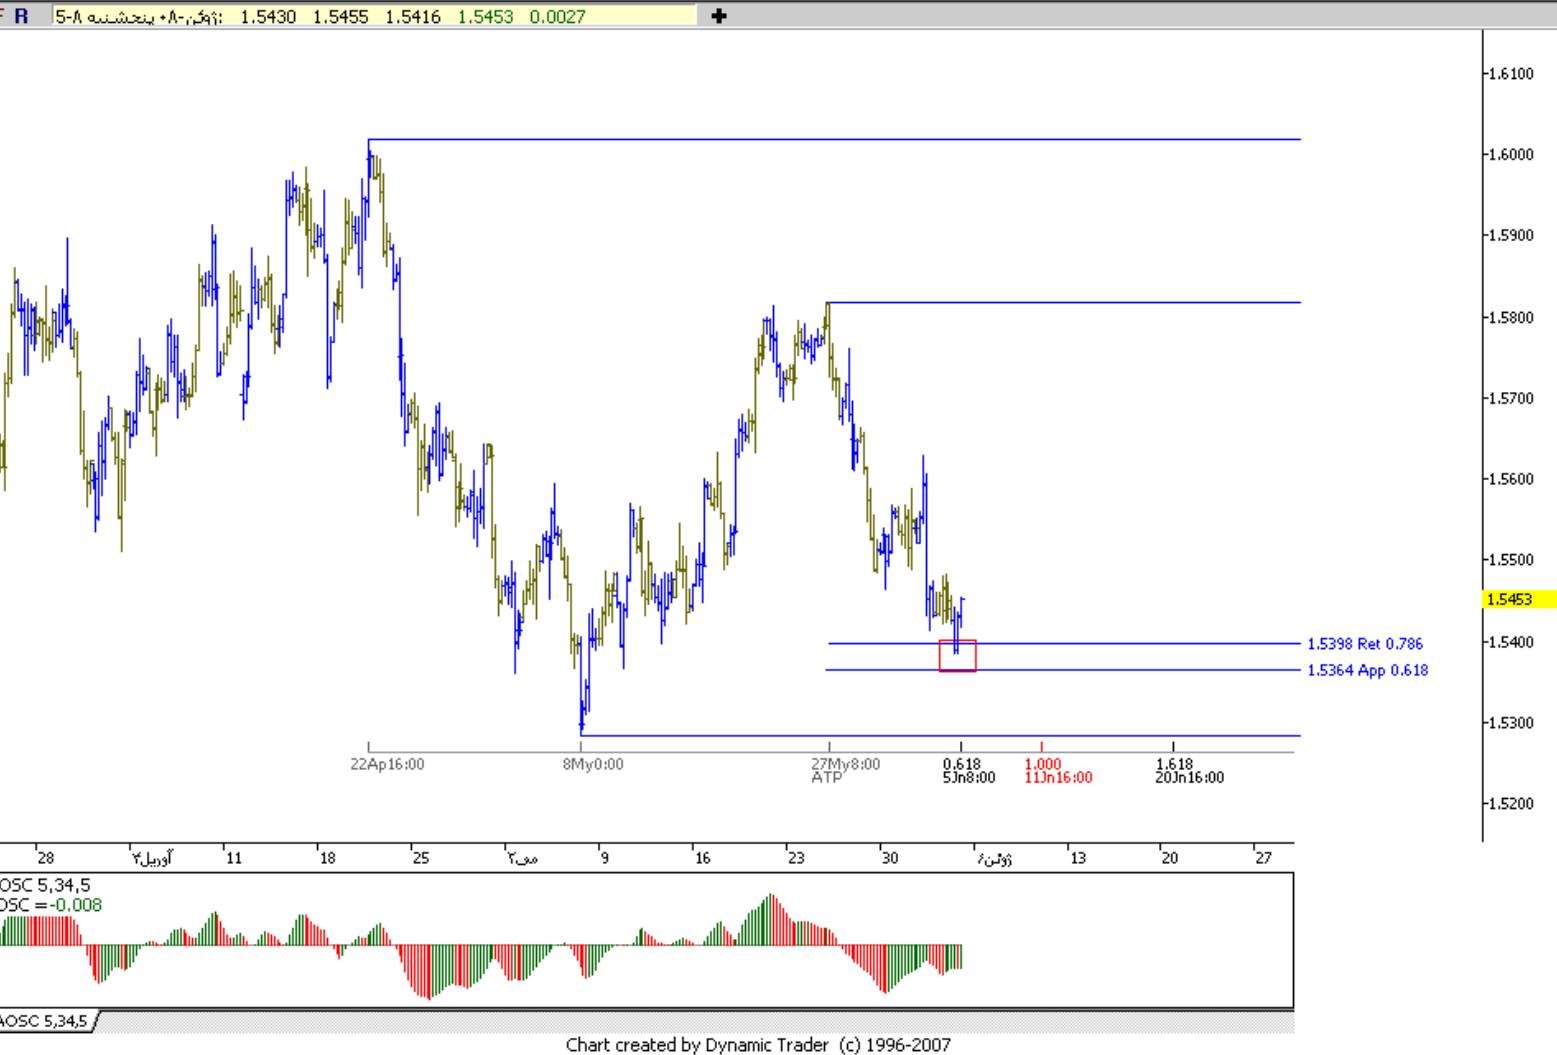 F R 5-ژوئن-۰۸ پنجشنبه ۸: 1.5430 1.5455 1.5416 1.5453 0.0027
1.6100
1.6000
1.5900
1.5800
1.5700
1.5600
1.5500
1.5453
1.5400
1.5398 Ret 0.786
1.5364 App 0.618
1.5300
22Ap16:00 8My0:00 27My8:00 0.618 1.000 1.618
ATP 5Jn8:00 11Jn16:00 20Jn16:00
1.5200
28 آوریل۴ 11 18 25 می۲ 9 16 23 30 ژوئن۶ 13 20 27
OSC 5,34,5
OSC =-0.008
AOSC 5,34,5
Chart created by Dynamic Trader (c) 1996-2007